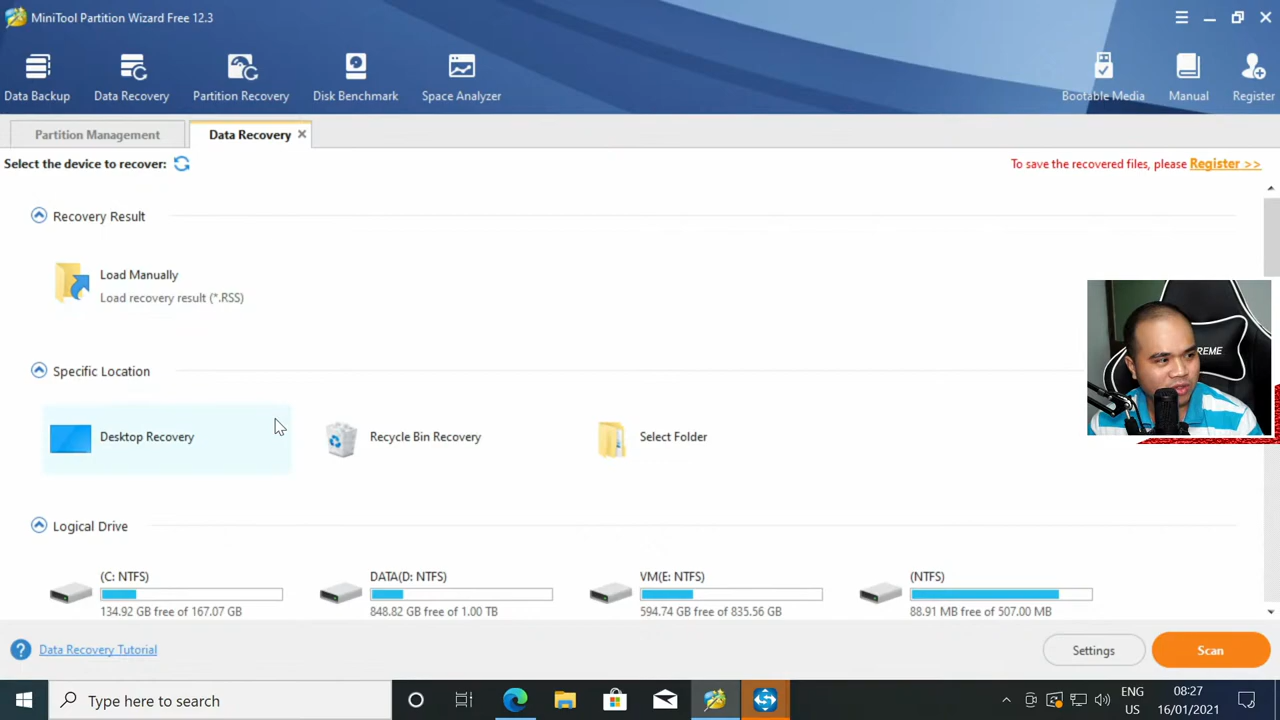 MiniTool Partition Wizard Free 12.3
Data Backup
Data Recovery
Partition Recovery
Disk Benchmark
Space Analyzer
Bootable Media
Manual
Register
Partition Management
Data Recovery
Select the device to recover:
To save the recovered files, please Register >>
Recovery Result
Load Manually
Load recovery result (*.RSS)
Specific Location
Desktop Recovery
Recycle Bin Recovery
Select Folder
Logical Drive
(C: NTFS)
134.92 GB free of 167.07 GB
DATA(D: NTFS)
848.82 GB free of 1.00 TB
VM(E: NTFS)
594.74 GB free of 835.56 GB
(NTFS)
88.91 MB free of 507.00 MB
REME
Data Recovery Tutorial
Settings
Scan
Type here to search
ENG
US
08:27
16/01/2021